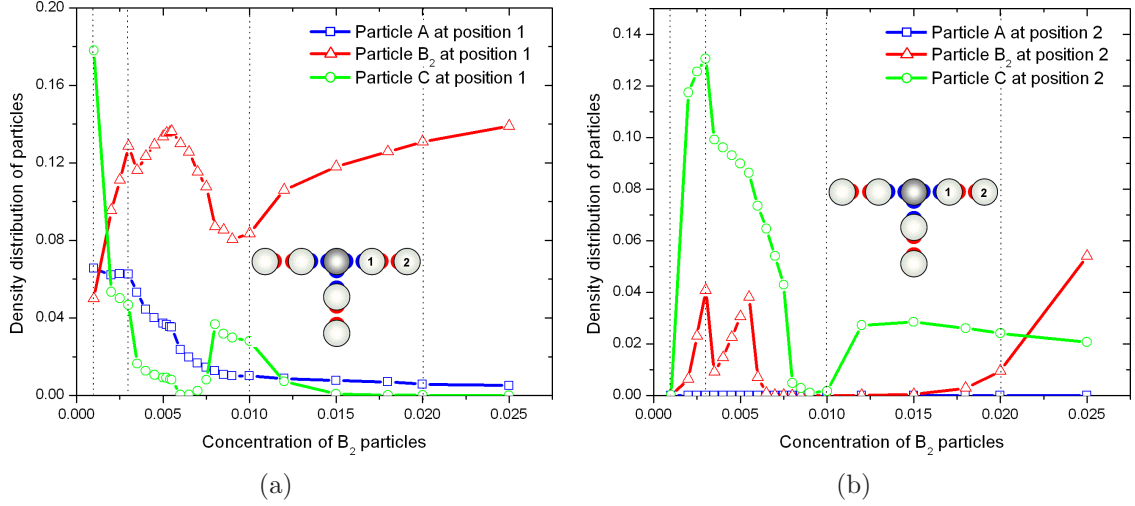 0.20
0.16
0.12
0.08
0.04
0.00
0.000
0.005
0.010
0.015
0.020
0.025
Density distribution of particles
Concentration of B2 particles
Particle A at position 1
Particle B2 at position 1
Particle C at position 1
1 2
(a)
0.14
0.12
0.10
0.08
0.06
0.04
0.02
0.00
0.000
0.005
0.010
0.015
0.020
0.025
Density distribution of particles
Concentration of B2 particles
Particle A at position 2
Particle B2 at position 2
Particle C at position 2
1 2
(b)